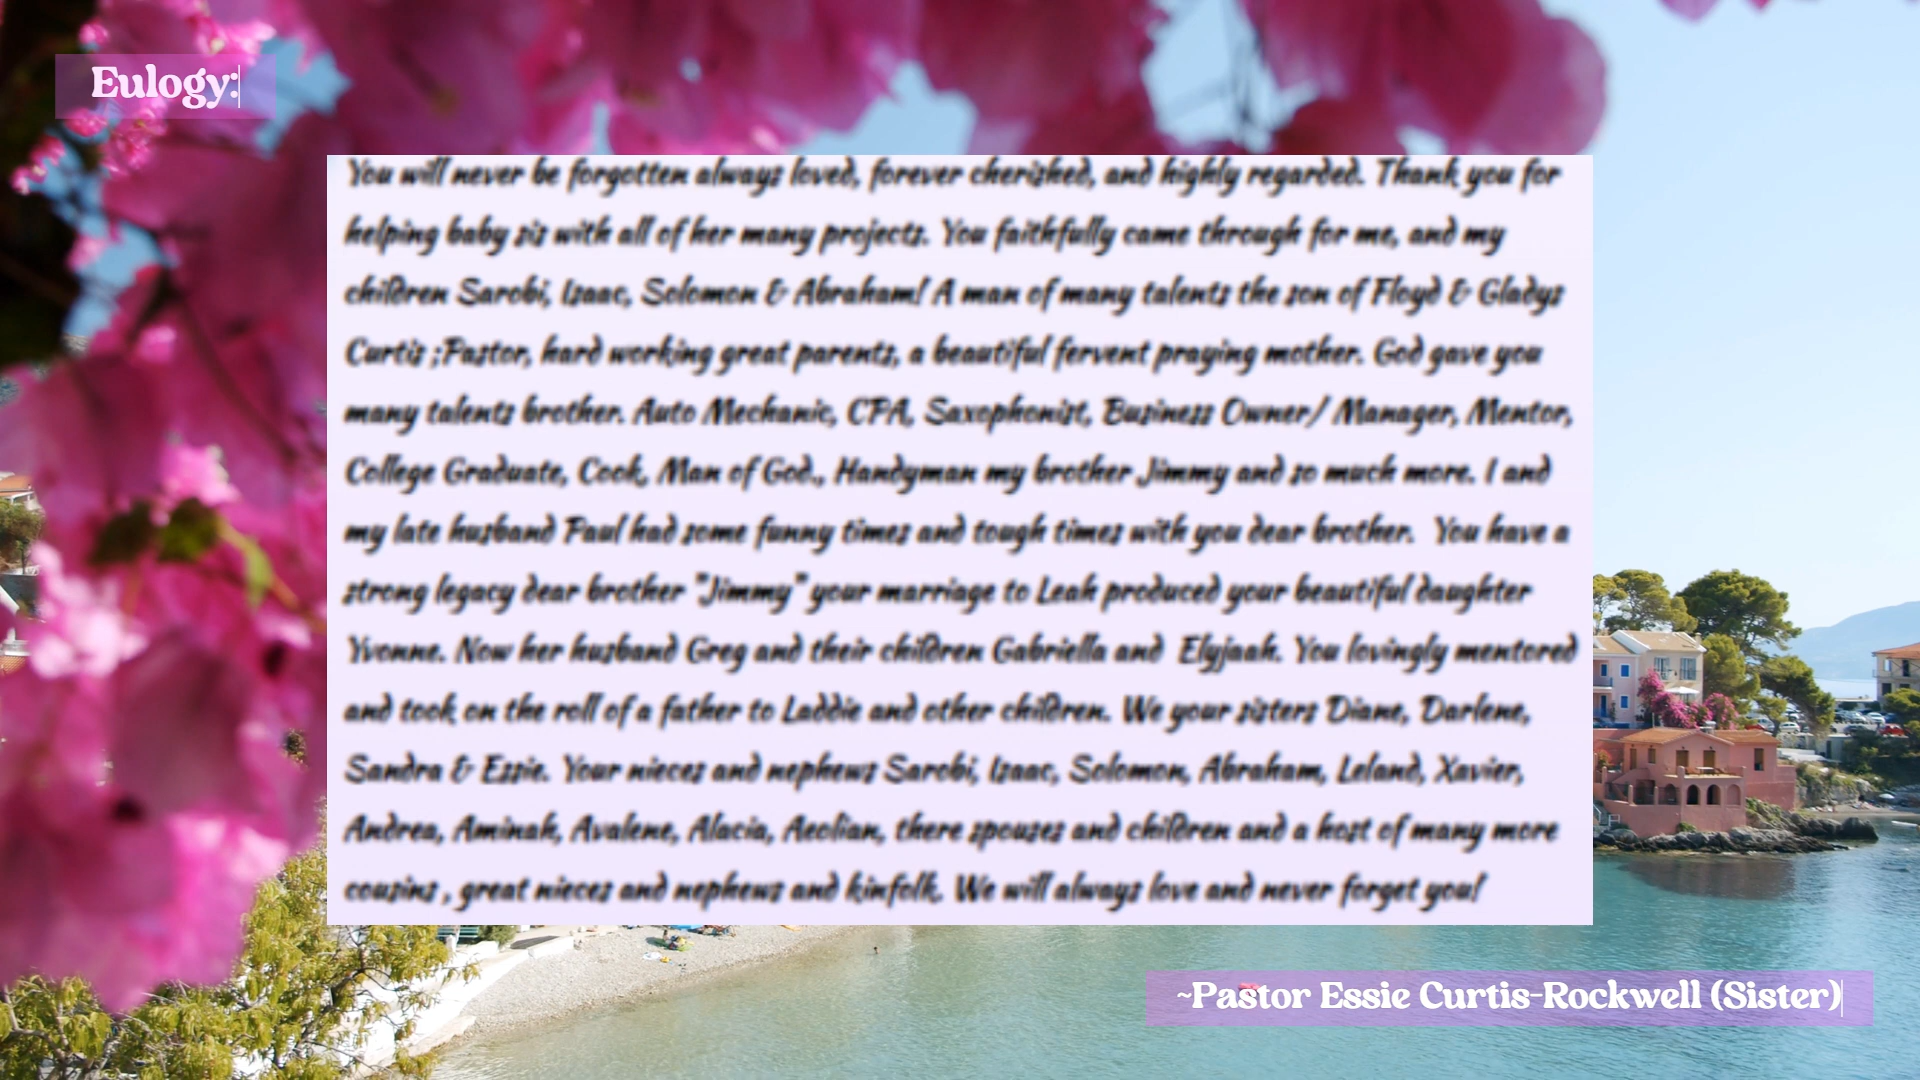 Eulogy:
You will never be forgotten always loved, forever cherished, and highly regarded. Thank you for
helping baby sis with all of her many projects. You faithfully came through for me, and my
children Sarobi, Isaac, Solomon & Abraham! A man of many talents the son of Floyd & Gladys
Curtis ;Pastor, hard working great parents, a beautiful fervent praying mother. God gave you
many talents brother. Auto Mechanic, CPA, Saxophonist, Business Owner/ Manager, Mentor,
College Graduate, Cook, Man of God., Handyman my brother Jimmy and so much more. I and
my late husband Paul had some funny times and tough times with you dear brother.  You have a
strong legacy dear brother "Jimmy" your marriage to Leah produced your beautiful daughter
Yvonne. Now her husband Greg and their children Gabriella and  Elyjaah. You lovingly mentored
and took on the roll of a father to Laddie and other children. We your sisters Diane, Darlene,
Sandra & Essie. Your nieces and nephews Sarobi, Isaac, Solomon, Abraham, Leland, Xavier,
Andrea, Aminah, Avalene, Alacia, Aeolian, there spouses and children and a host of many more
cousins , great nieces and nephews and kinfolk. We will always love and never forget you!
~Pastor Essie Curtis-Rockwell (Sister)